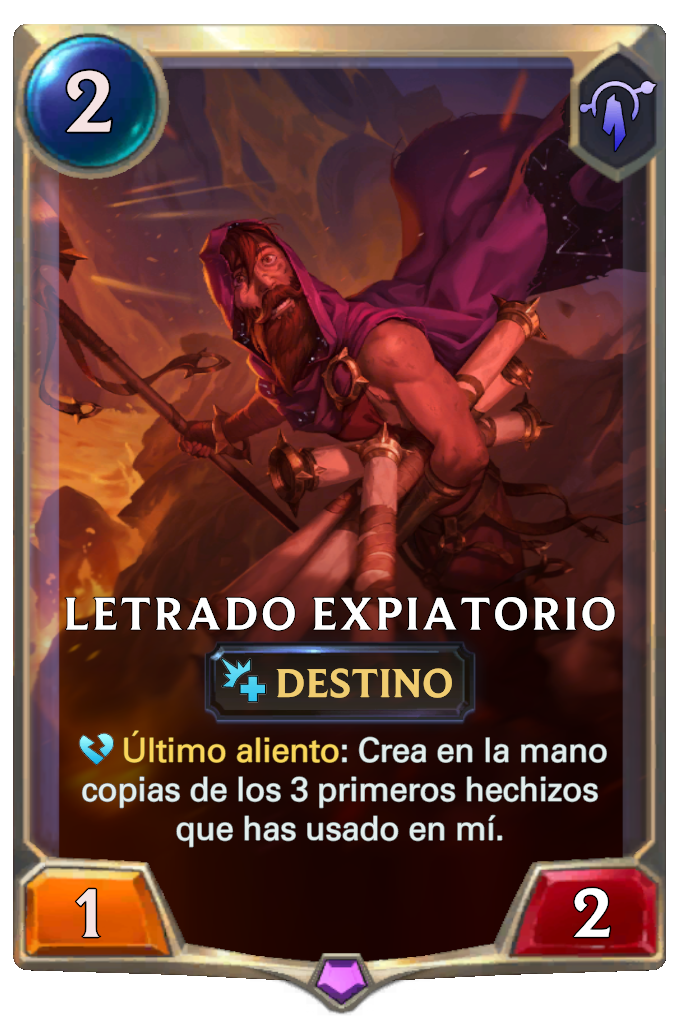 2
LETRADO EXPIATORIO
DESTINO
Último aliento: Crea en la mano
copias de los 3 primeros hechizos
que has usado en mí.
1
2